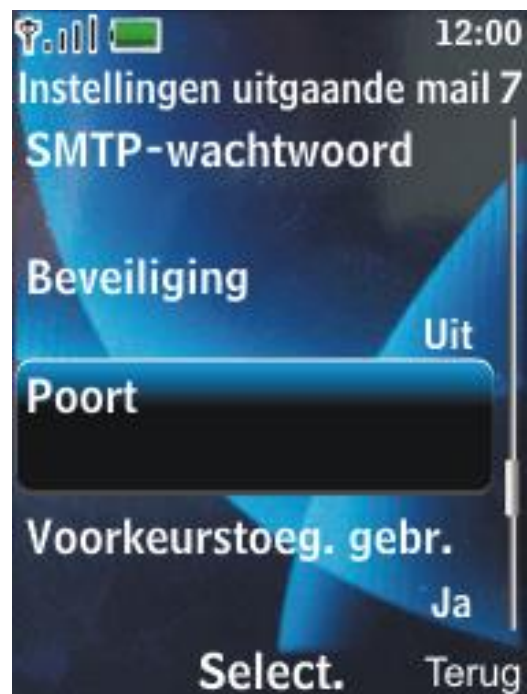 12:00
Instellingen uitgaande mail 7
SMTP-wachtwoord
Beveiliging
Uit
Poort
Voorkeurstoeg. gebr.
Ja
Select. Terug